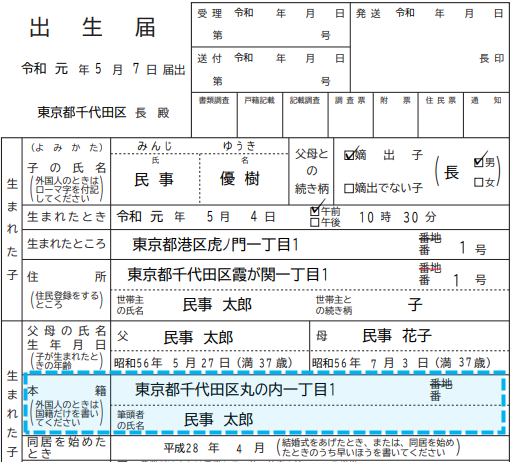 出生届
令和 元 年 5 月 7 日 届出
東京都千代田区 長 殿
受理 令和 年 月 日
第 号
発送 令和 年 月 日
送付 令和 年 月 日
第 号
長印
書類調査 戸籍記載 記載調査 調査票 附票 住民票 通知
生まれた子
(よみかた) みんじ ゆうき
子の氏名 氏 名
民事 優樹
(外国人のときは
ローマ字を付記
してください)
父母と
の
続き柄
☑嫡出子
□嫡出でない子
(長 ☑男
□女)
生まれたとき 令和 元 年 5 月 4 日 ☑午前 10 時 30 分
□午後
生まれたところ 東京都港区虎ノ門一丁目1 番地 1 号
番
住所 東京都千代田区霞が関一丁目1 番地 1 号
番
(住民登録をする
ところ)
世帯主
の氏名 民事 太郎
世帯主と
の続き柄 子
生まれた子
父母の氏名
生年月日
(子が生まれたと
きの年齢)
父 民事 太郎 母 民事 花子
昭和56年 5 月 27 日(満 37 歳) 昭和56年 7 月 3 日(満 37 歳)
本籍 東京都千代田区丸の内一丁目1 番地
番
(外国人のときは
国籍だけを書い
てください)
筆頭者
の氏名 民事 太郎
同居を始めた
とき
平成28 年 4 月
(結婚式をあげたとき、または、同居を始め
たときのうち早いほうを書いてください)